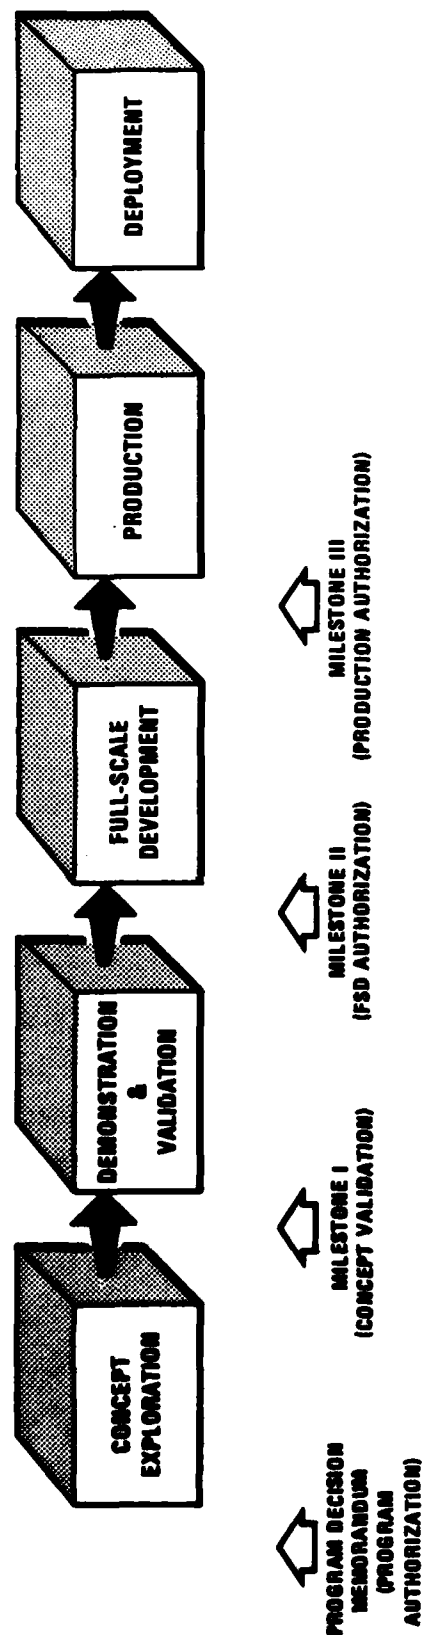 CONCEPT
EXPLORATION
DEMONSTRATION
&
VALIDATION
FULL-SCALE
DEVELOPMENT
PRODUCTION
DEPLOYMENT
PROGRAM DECISION
MEMORANDUM
(PROGRAM
AUTHORIZATION)
MILESTONE I
(CONCEPT VALIDATION)
MILESTONE II
(FSD AUTHORIZATION)
MILESTONE III
(PRODUCTION AUTHORIZATION)